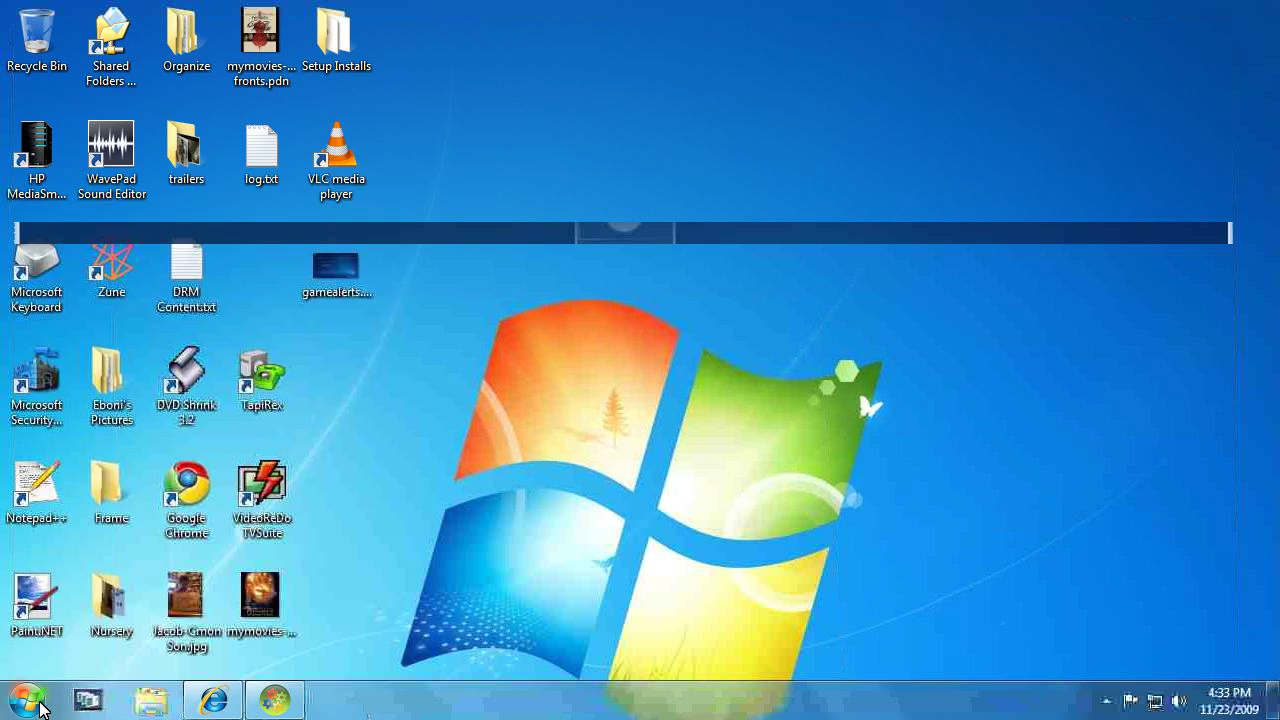 Recycle Bin
Shared
Folders ...
Organize
mymovies-...
fronts.pdn
Setup Installs
HP
MediaSm...
WavePad
Sound Editor
trailers
log.txt
VLC media
player
Microsoft
Keyboard
Zune
DRM
Content.txt
gamealerts....
Microsoft
Security...
Eboni's
Pictures
DVD Shrink
3.2
TapiRex
Notepad++
Frame
Google
Chrome
VideoReDo
TVSuite
Paint.NET
Nursery
Jacob-Cmon
Son.jpg
mymovies-...
4:33 PM
11/23/2009